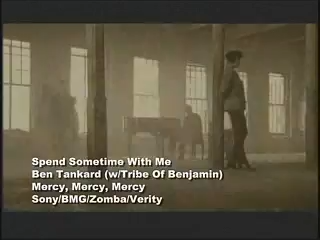 Spend Sometime With Me
Ben Tankard (w/Tribe Of Benjamin)
Mercy, Mercy, Mercy
Sony/BMG/Zomba/Verity